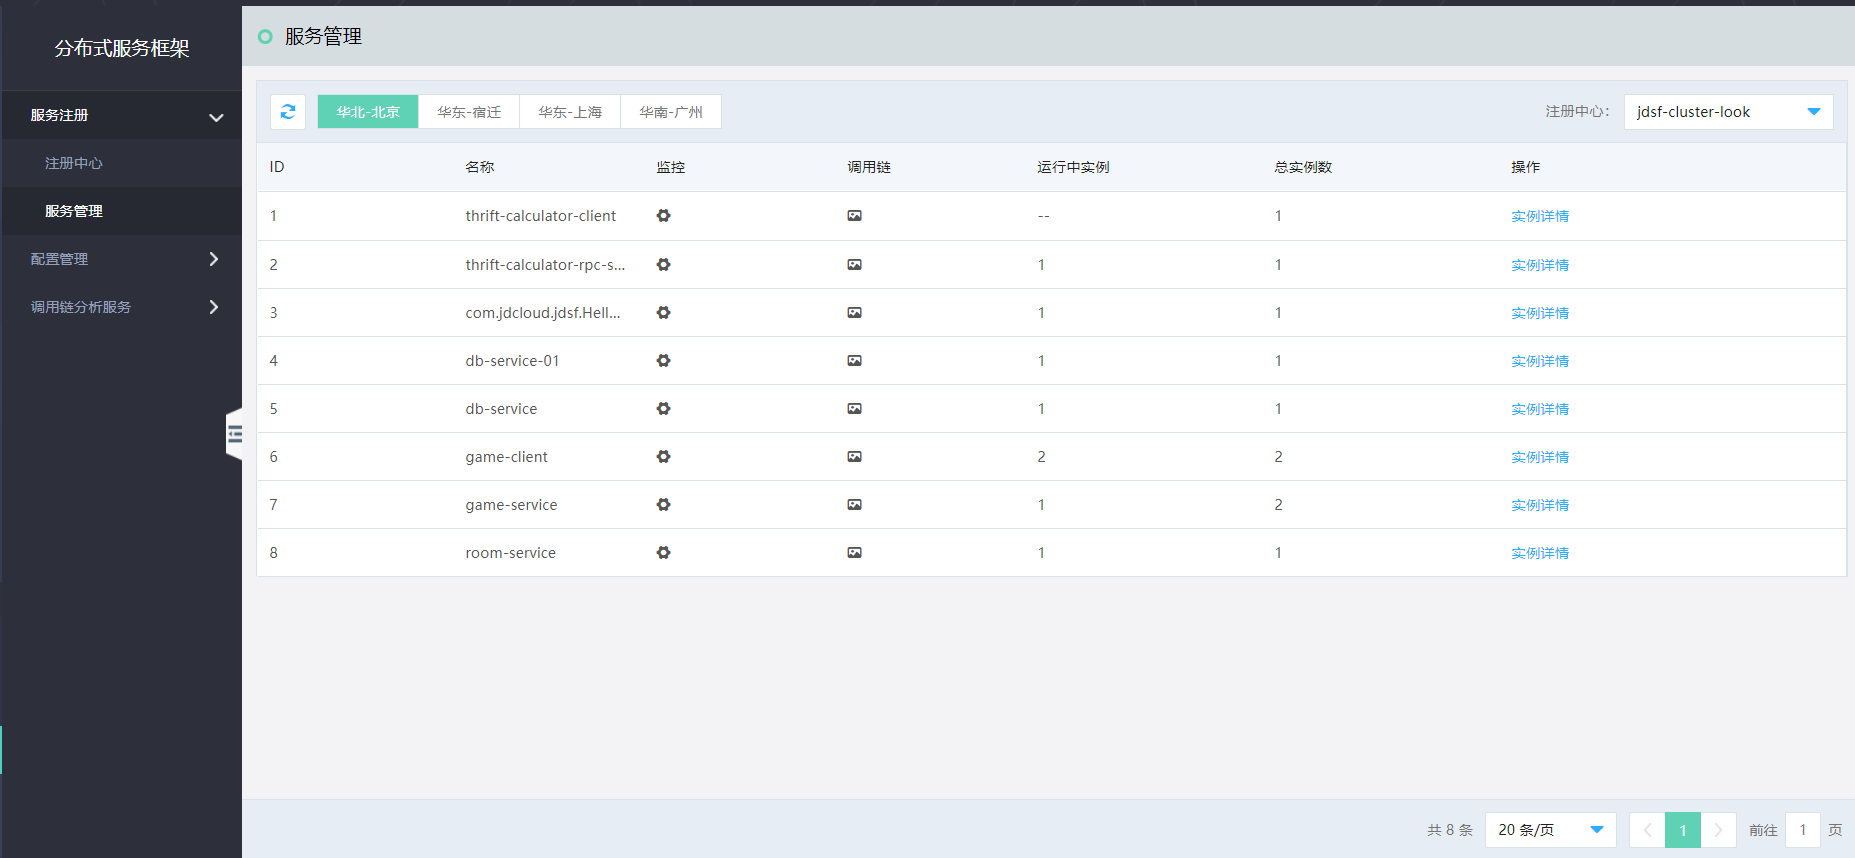 分布式服务框架
服务注册
注册中心
服务管理
配置管理
调用链分析服务
服务管理
华北-北京 华东-宿迁 华东-上海 华南-广州 注册中心： jdsf-cluster-look
ID 名称 监控 调用链 运行中实例 总实例数 操作
1 thrift-calculator-client -- 1 实例详情
2 thrift-calculator-rpc-s... 1 1 实例详情
3 com.jdcloud.jdsf.Hell... 1 1 实例详情
4 db-service-01 1 1 实例详情
5 db-service 1 1 实例详情
6 game-client 2 2 实例详情
7 game-service 1 2 实例详情
8 room-service 1 1 实例详情
共 8 条 20 条/页 1 前往 1 页